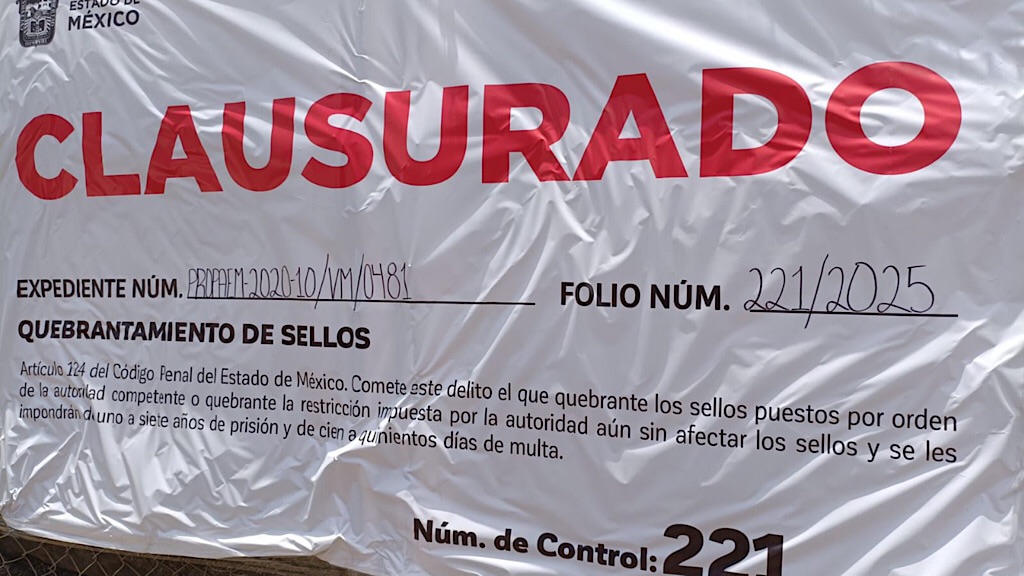 ESTADO DE
MÉXICO
CLAUSURADO
EXPEDIENTE NÚM. PROPAEM-2020-10/VM/0481
FOLIO NÚM. 221/2025
QUEBRANTAMIENTO DE SELLOS
Artículo 124 del Código Penal del Estado de México. Comete este delito el que quebrante los sellos puestos por orden
de la autoridad competente o quebrante la restricción impuesta por la autoridad aún sin afectar los sellos y se les
impondrán d uno a siete años de prisión y de cien a quinientos días de multa.
Núm. de Control: 221